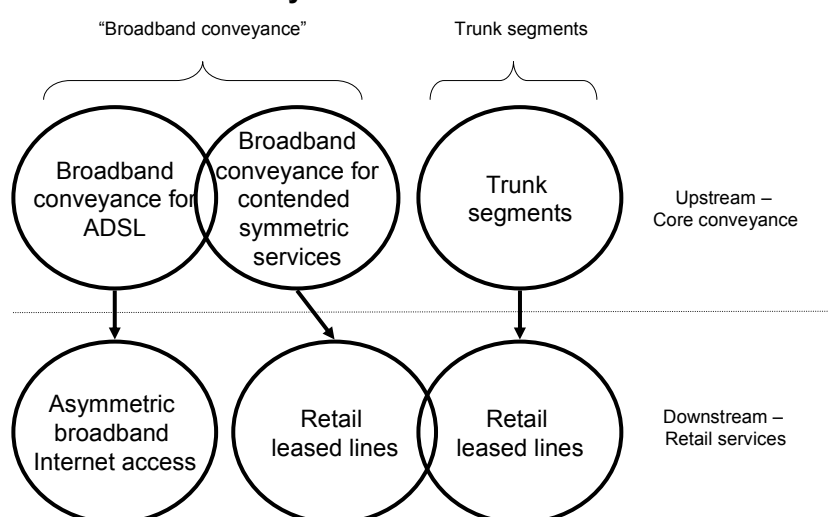 “Broadband conveyance”
Trunk segments
Broadband
conveyance for
ADSL
Broadband
conveyance for
contended
symmetric
services
Trunk
segments
Upstream –
Core conveyance
Asymmetric
broadband
Internet access
Retail
leased lines
Retail
leased lines
Downstream –
Retail services